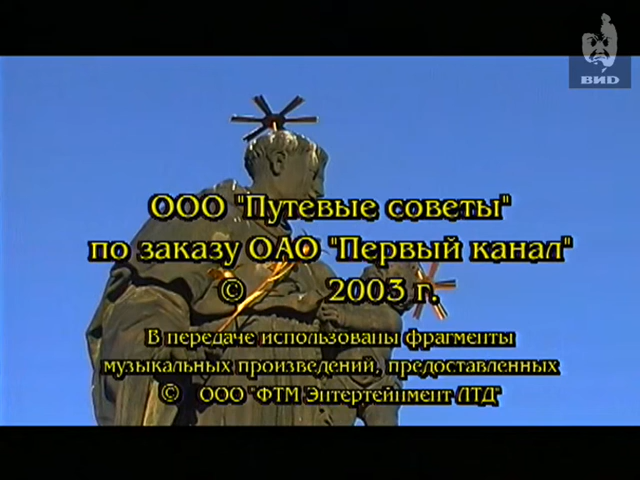 ВИD
ООО "Путевые советы"
по заказу ОАО "Первый канал"
© 2003 г.
В передаче использованы фрагменты
музыкальных произведений, предоставленных
© ООО "ФТМ Энтертейнмент ЛТД"